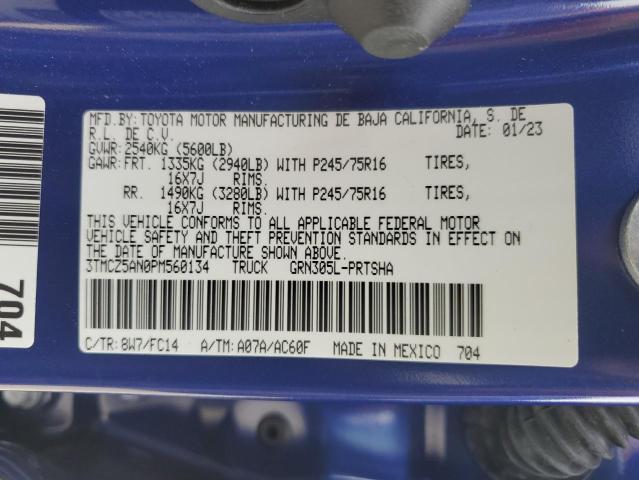 MFD.BY:TOYOTA MOTOR MANUFACTURING DE BAJA CALIFORNIA, S. DE
R.L. DE C.V. DATE: 01/23
GVWR:2540KG (5600LB)
GAWR:FRT. 1335KG (2940LB) WITH P245/75R16 TIRES,
16X7J RIMS.
RR. 1490KG (3280LB) WITH P245/75R16 TIRES,
16X7J RIMS.
THIS VEHICLE CONFORMS TO ALL APPLICABLE FEDERAL MOTOR
VEHICLE SAFETY AND THEFT PREVENTION STANDARDS IN EFFECT ON
THE DATE OF MANUFACTURE SHOWN ABOVE.
3TMCZ5AN0PM560134 TRUCK GRN305L-PRTSHA
C/TR:8W7/FC14 A/TM:A07A/AC60F MADE IN MEXICO 704
704